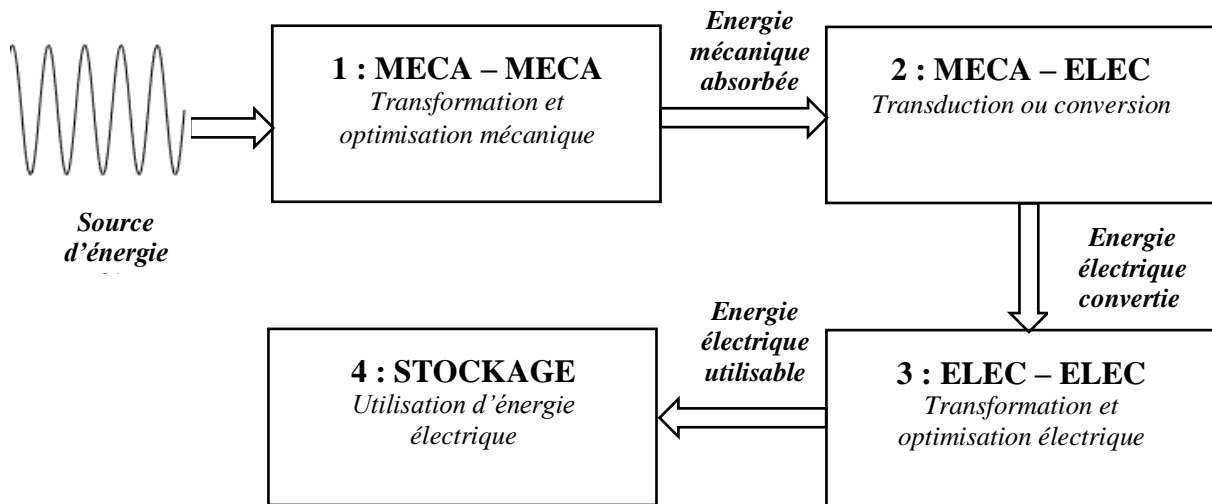 1 : MECA – MECA
Transformation et
optimisation mécanique
Energie
mécanique
absorbée
2 : MECA – ELEC
Transduction ou conversion
Source
d’énergie
Energie
électrique
convertie
Energie
électrique
utilisable
3 : ELEC – ELEC
Transformation et
optimisation électrique
4 : STOCKAGE
Utilisation d’énergie
électrique